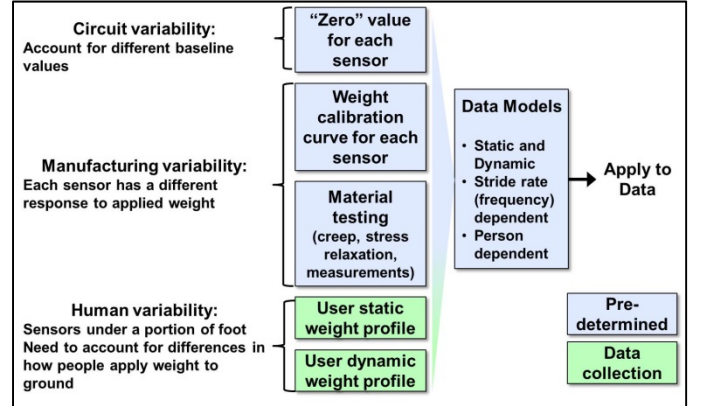 Circuit variability:
Account for different baseline
values
“Zero” value
for each
sensor
Manufacturing variability:
Each sensor has a different
response to applied weight
Weight
calibration
curve for each
sensor
Material
testing
(creep, stress
relaxation,
measurements)
Human variability:
Sensors under a portion of foot
Need to account for differences in
how people apply weight to
ground
User static
weight profile
User dynamic
weight profile
Data Models
• Static and
Dynamic
• Stride rate
(frequency)
dependent
• Person
dependent
Apply to
Data
Pre-
determined
Data
collection